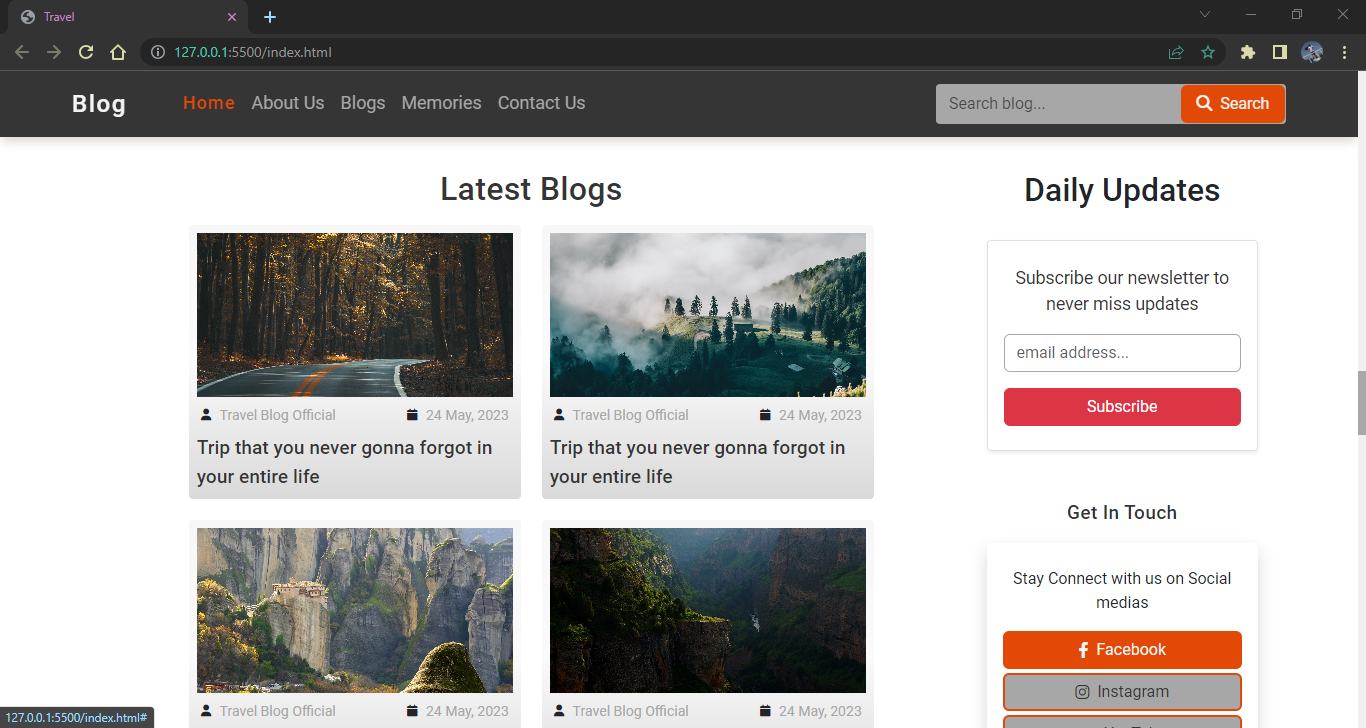 Travel
127.0.0.1:5500/index.html
Blog Home About Us Blogs Memories Contact Us Search blog... Search
Latest Blogs
Travel Blog Official 24 May, 2023
Trip that you never gonna forgot in
your entire life
Travel Blog Official 24 May, 2023
Trip that you never gonna forgot in
your entire life
Travel Blog Official 24 May, 2023
Travel Blog Official 24 May, 2023
Daily Updates
Subscribe our newsletter to
never miss updates
email address...
Subscribe
Get In Touch
Stay Connect with us on Social
medias
Facebook
Instagram
127.0.0.1:5500/index.html#